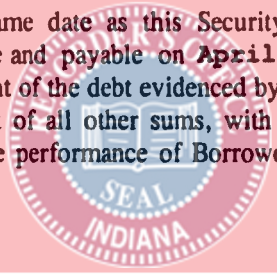 ame date as this Security
e and payable on April
nt of the debt evidenced by
of all other sums, with
e performance of Borrowe
SEAL
INDIANA